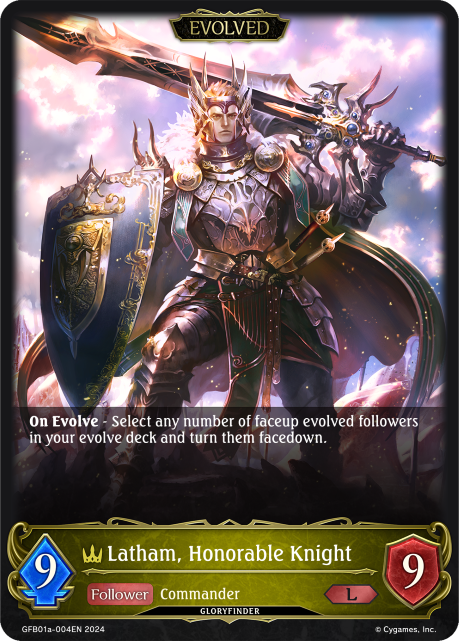 EVOLVED
On Evolve - Select any number of faceup evolved followers
in your evolve deck and turn them facedown.
9
Latham, Honorable Knight
9
Follower
Commander
L
GLORYFINDER
GFB01a-004EN 2024
© Cygames, Inc.